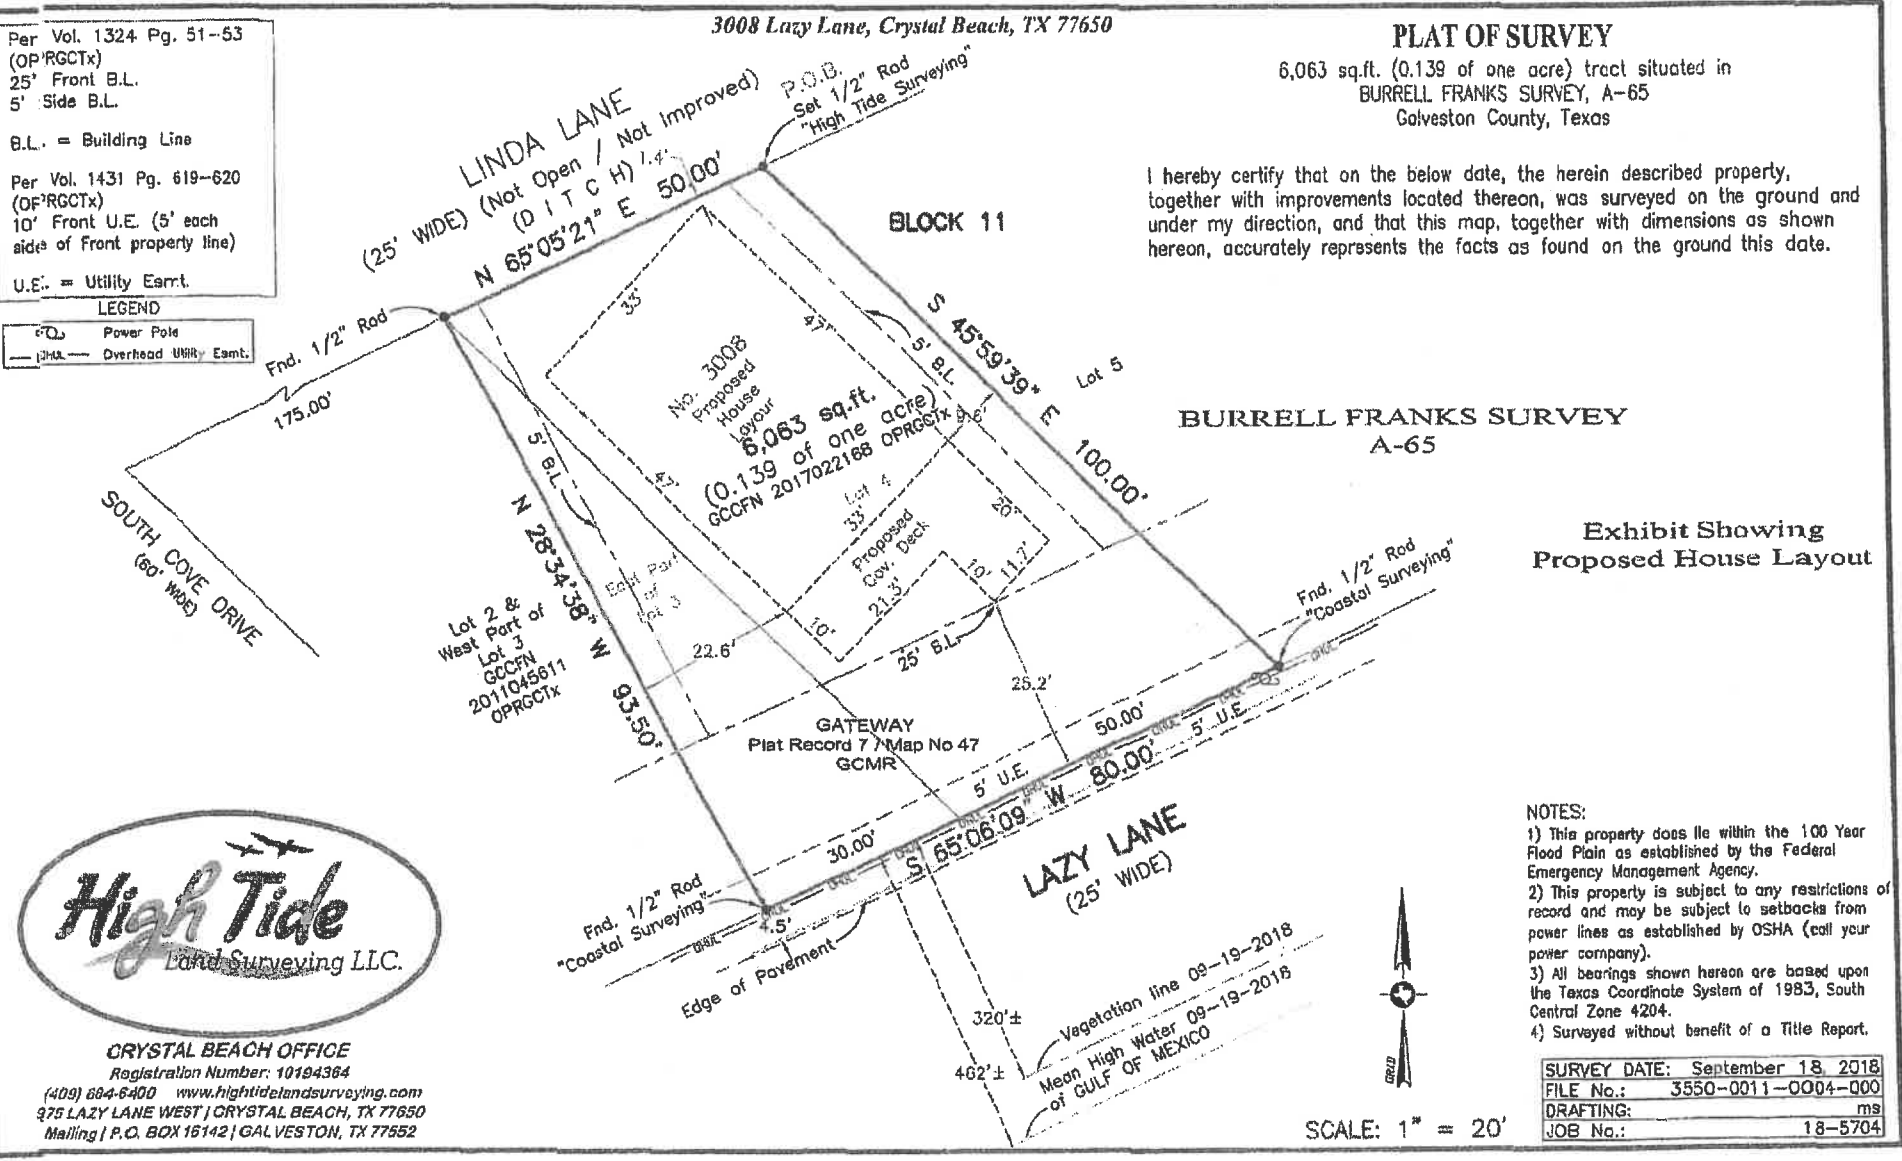 3008 Lazy Lane, Crystal Beach, TX 77650
Per Vol. 1324 Pg. 51-53
(OPRGCTx)
25' Front B.L.
5' Side B.L.
B.L. = Building Line
Per Vol. 1431 Pg. 619-620
(OPRGCTx)
10' Front U.E. (5' each
side of Front property line)
U.E. = Utility Esmt.
LEGEND
Power Pole
OHUL Overhead Utility Esmt.
PLAT OF SURVEY
6,063 sq.ft. (0.139 of one acre) tract situated in
BURRELL FRANKS SURVEY, A-65
Galveston County, Texas
I hereby certify that on the below date, the herein described property,
together with improvements located thereon, was surveyed on the ground and
under my direction, and that this map, together with dimensions as shown
hereon, accurately represents the facts as found on the ground this date.
LINDA LANE
(25' WIDE) (Not Open / Not Improved)
(D I T C H)
1.4'
N 65°05'21" E 50.00'
P.O.B.
Set 1/2" Rod
"High Tide Surveying"
BLOCK 11
Fnd. 1/2" Rod
175.00'
SOUTH COVE DRIVE
(60' WIDE)
33'
47'
No. 3008
Proposed
House
Layout
6,063 sq.ft.
(0.139 of one acre)
GCCFN 2017022168 OPRGCTx
9.6'
5' B.L.
S 45°59'39" E 100.00'
Lot 5
5' B.L.
47'
Lot 4
33'
Proposed
Cov. Deck
20'
11.7'
10'
21.3'
10'
N 28°34'38" W 93.50'
East Part
of
Lot 3
Lot 2 &
West Part of
Lot 3
GCCFN
2011045611
OPRGCTx
22.6'
25' B.L.
25.2'
GATEWAY
Plat Record 7 / Map No 47
GCMR
BURRELL FRANKS SURVEY
A-65
Exhibit Showing
Proposed House Layout
Fnd. 1/2" Rod
"Coastal Surveying"
50.00'
5' U.E.
5' U.E.
30.00'
OHUL
S 65°06'09" W 80.00'
LAZY LANE
(25' WIDE)
Fnd. 1/2" Rod
"Coastal Surveying"
4.5'
Edge of Pavement
320'±
Vegetation line 09-19-2018
462'±
Mean High Water 09-19-2018
of GULF OF MEXICO
High Tide
Land Surveying LLC.
CRYSTAL BEACH OFFICE
Registration Number: 10194364
(409) 684-6400 www.hightidelandsurveying.com
975 LAZY LANE WEST | CRYSTAL BEACH, TX 77650
Mailing | P.O. BOX 16142 | GALVESTON, TX 77552
GRID
SCALE: 1" = 20'
NOTES:
1) This property does lie within the 100 Year
Flood Plain as established by the Federal
Emergency Management Agency.
2) This property is subject to any restrictions of
record and may be subject to setbacks from
power lines as established by OSHA (call your
power company).
3) All bearings shown hereon are based upon
the Texas Coordinate System of 1983, South
Central Zone 4204.
4) Surveyed without benefit of a Title Report.
SURVEY DATE: September 18, 2018
FILE No.: 3550-0011-0004-000
DRAFTING: ms
JOB No.: 18-5704